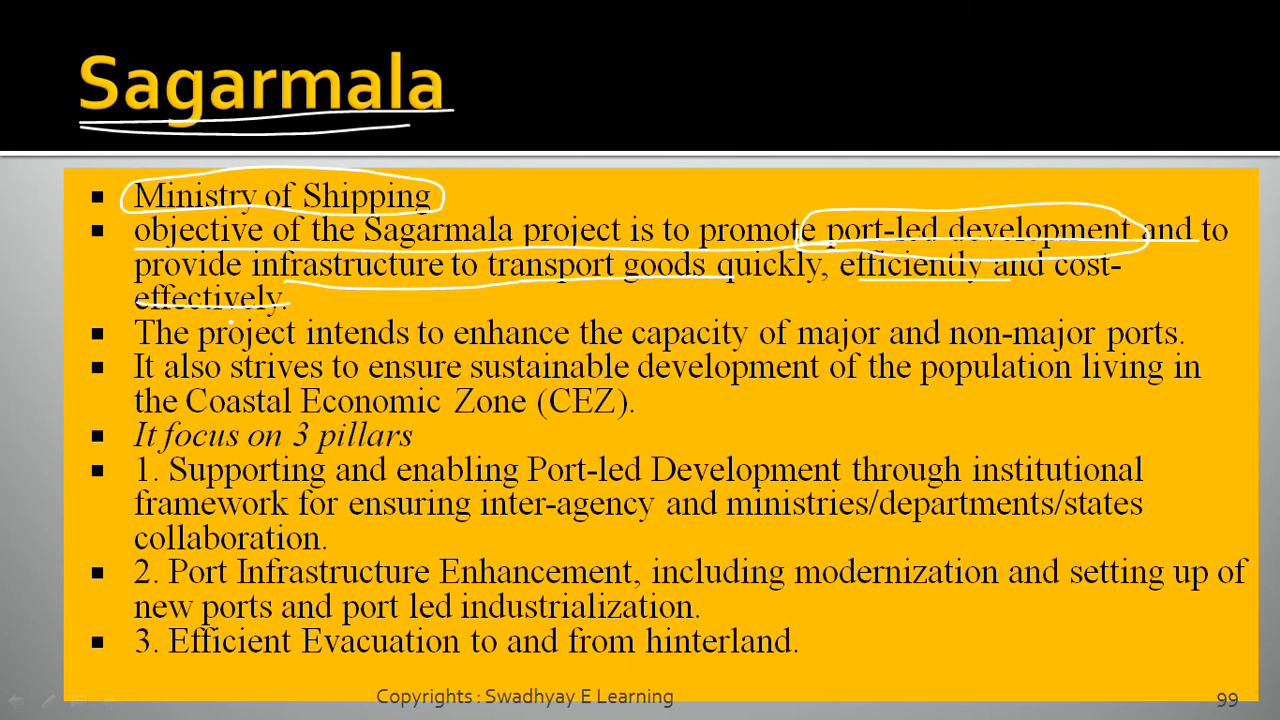 Sagarmala
Ministry of Shipping
objective of the Sagarmala project is to promote port-led development and to
provide infrastructure to transport goods quickly, efficiently and cost-
effectively.
The project intends to enhance the capacity of major and non-major ports.
It also strives to ensure sustainable development of the population living in
the Coastal Economic Zone (CEZ).
It focus on 3 pillars
1. Supporting and enabling Port-led Development through institutional
framework for ensuring inter-agency and ministries/departments/states
collaboration.
2. Port Infrastructure Enhancement, including modernization and setting up of
new ports and port led industrialization.
3. Efficient Evacuation to and from hinterland.
Copyrights : Swadhyay E Learning
99